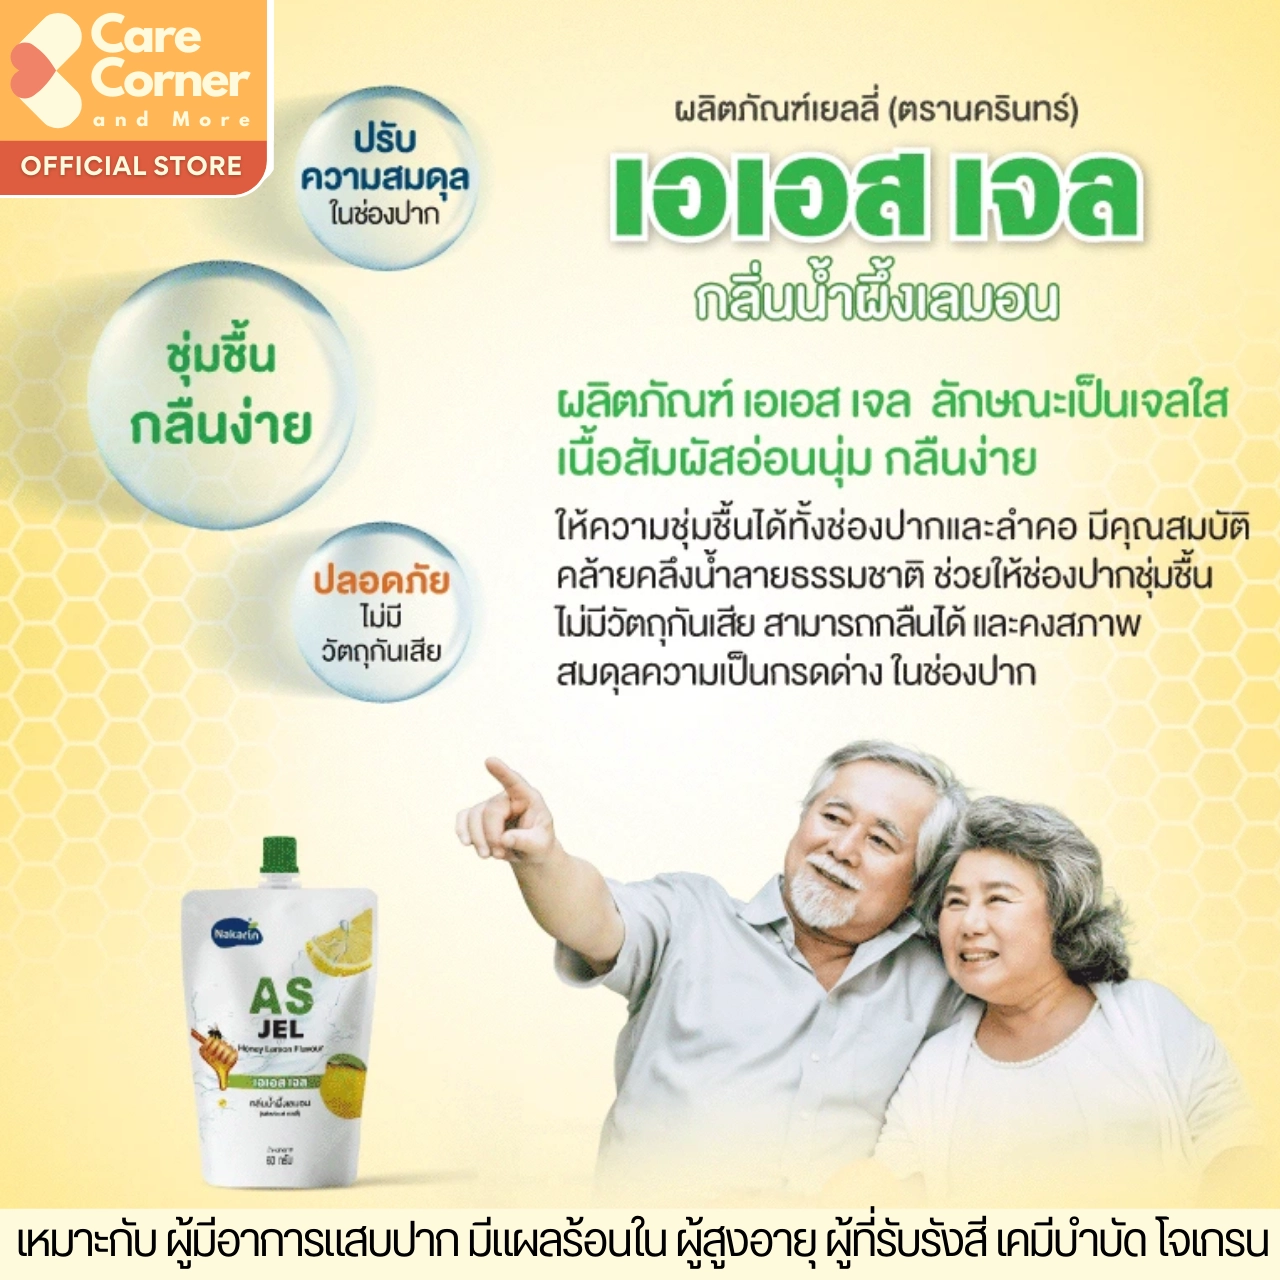 Care
Corner
and More
OFFICIAL STORE
ปรับ
ความสมดุล
ในช่องปาก
ชุ่มชื้น
กลืนง่าย
ปลอดภัย
ไม่มี
วัตถุกันเสีย
ผลิตภัณฑ์เยลลี่ (ตรานครินทร์)
เอเอส เจล
กลิ่นน้ำผึ้งเลมอน
ผลิตภัณฑ์ เอเอส เจล ลักษณะเป็นเจลใส
เนื้อสัมผัสอ่อนนุ่ม กลืนง่าย
ให้ความชุ่มชื้นได้ทั้งช่องปากและลำคอ มีคุณสมบัติ
คล้ายคลึงน้ำลายธรรมชาติ ช่วยให้ช่องปากชุ่มชื้น
ไม่มีวัตถุกันเสีย สามารถกลืนได้ และคงสภาพ
สมดุลความเป็นกรดด่าง ในช่องปาก
Nakarin
AS
JEL
Honey Lemon Flavour
เอเอส เจล
กลิ่นน้ำผึ้งเลมอน
60 กรัม
เหมาะกับ ผู้มีอาการแสบปาก มีแผลร้อนใน ผู้สูงอายุ ผู้ที่รับรังสี เคมีบำบัด โจเกรน